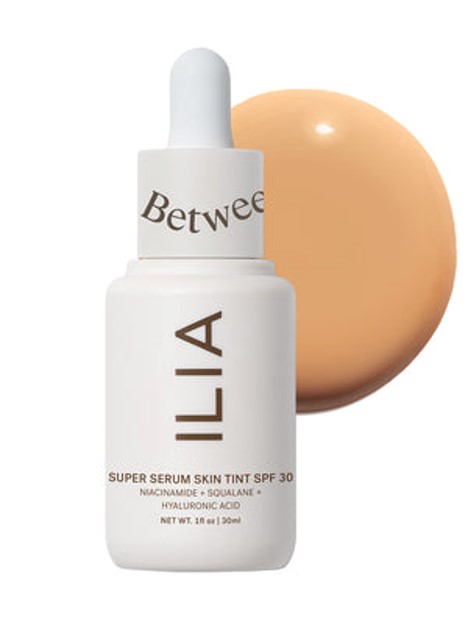 Betwee
ILIA
SUPER SERUM SKIN TINT SPF 30
NIACINAMIDE + SQUALANE +
HYALURONIC ACID
NET WT. 1fl oz | 30ml